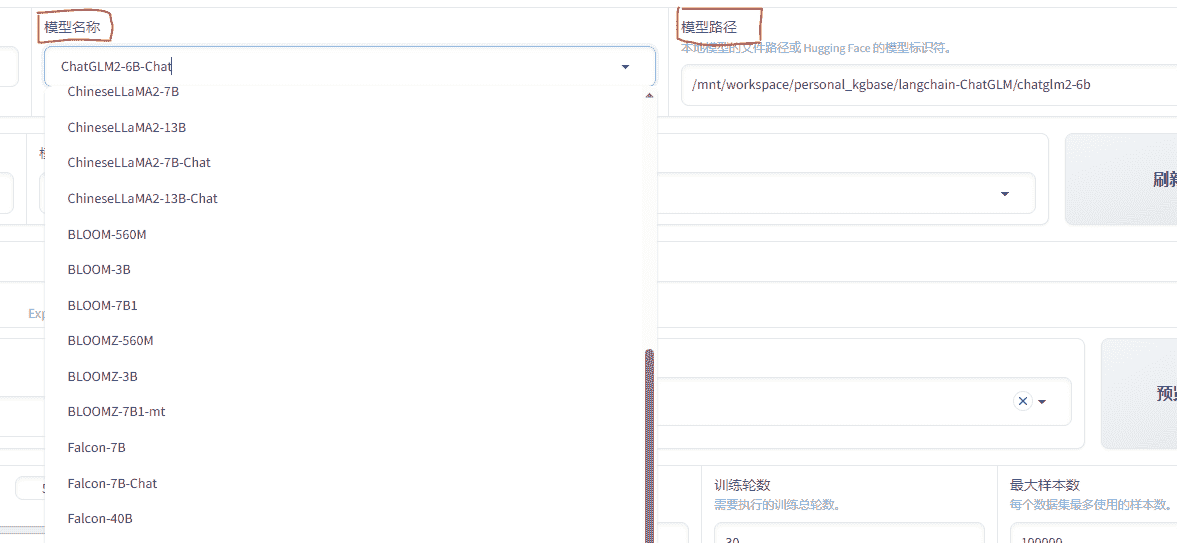 模型名称
模型路径
本地模型的文件路径或 Hugging Face 的模型标识符。
ChatGLM2-6B-Chat
/mnt/workspace/personal_kgbase/langchain-ChatGLM/chatglm2-6b
ChineseLLaMA2-7B
ChineseLLaMA2-13B
ChineseLLaMA2-7B-Chat
刷新
ChineseLLaMA2-13B-Chat
BLOOM-560M
BLOOM-3B
BLOOM-7B1
BLOOMZ-560M
BLOOMZ-3B
预览
BLOOMZ-7B1-mt
Falcon-7B
Falcon-7B-Chat
Falcon-40B
训练轮数
需要执行的训练总轮数。
30
最大样本数
每个数据集最多使用的样本数。
100000